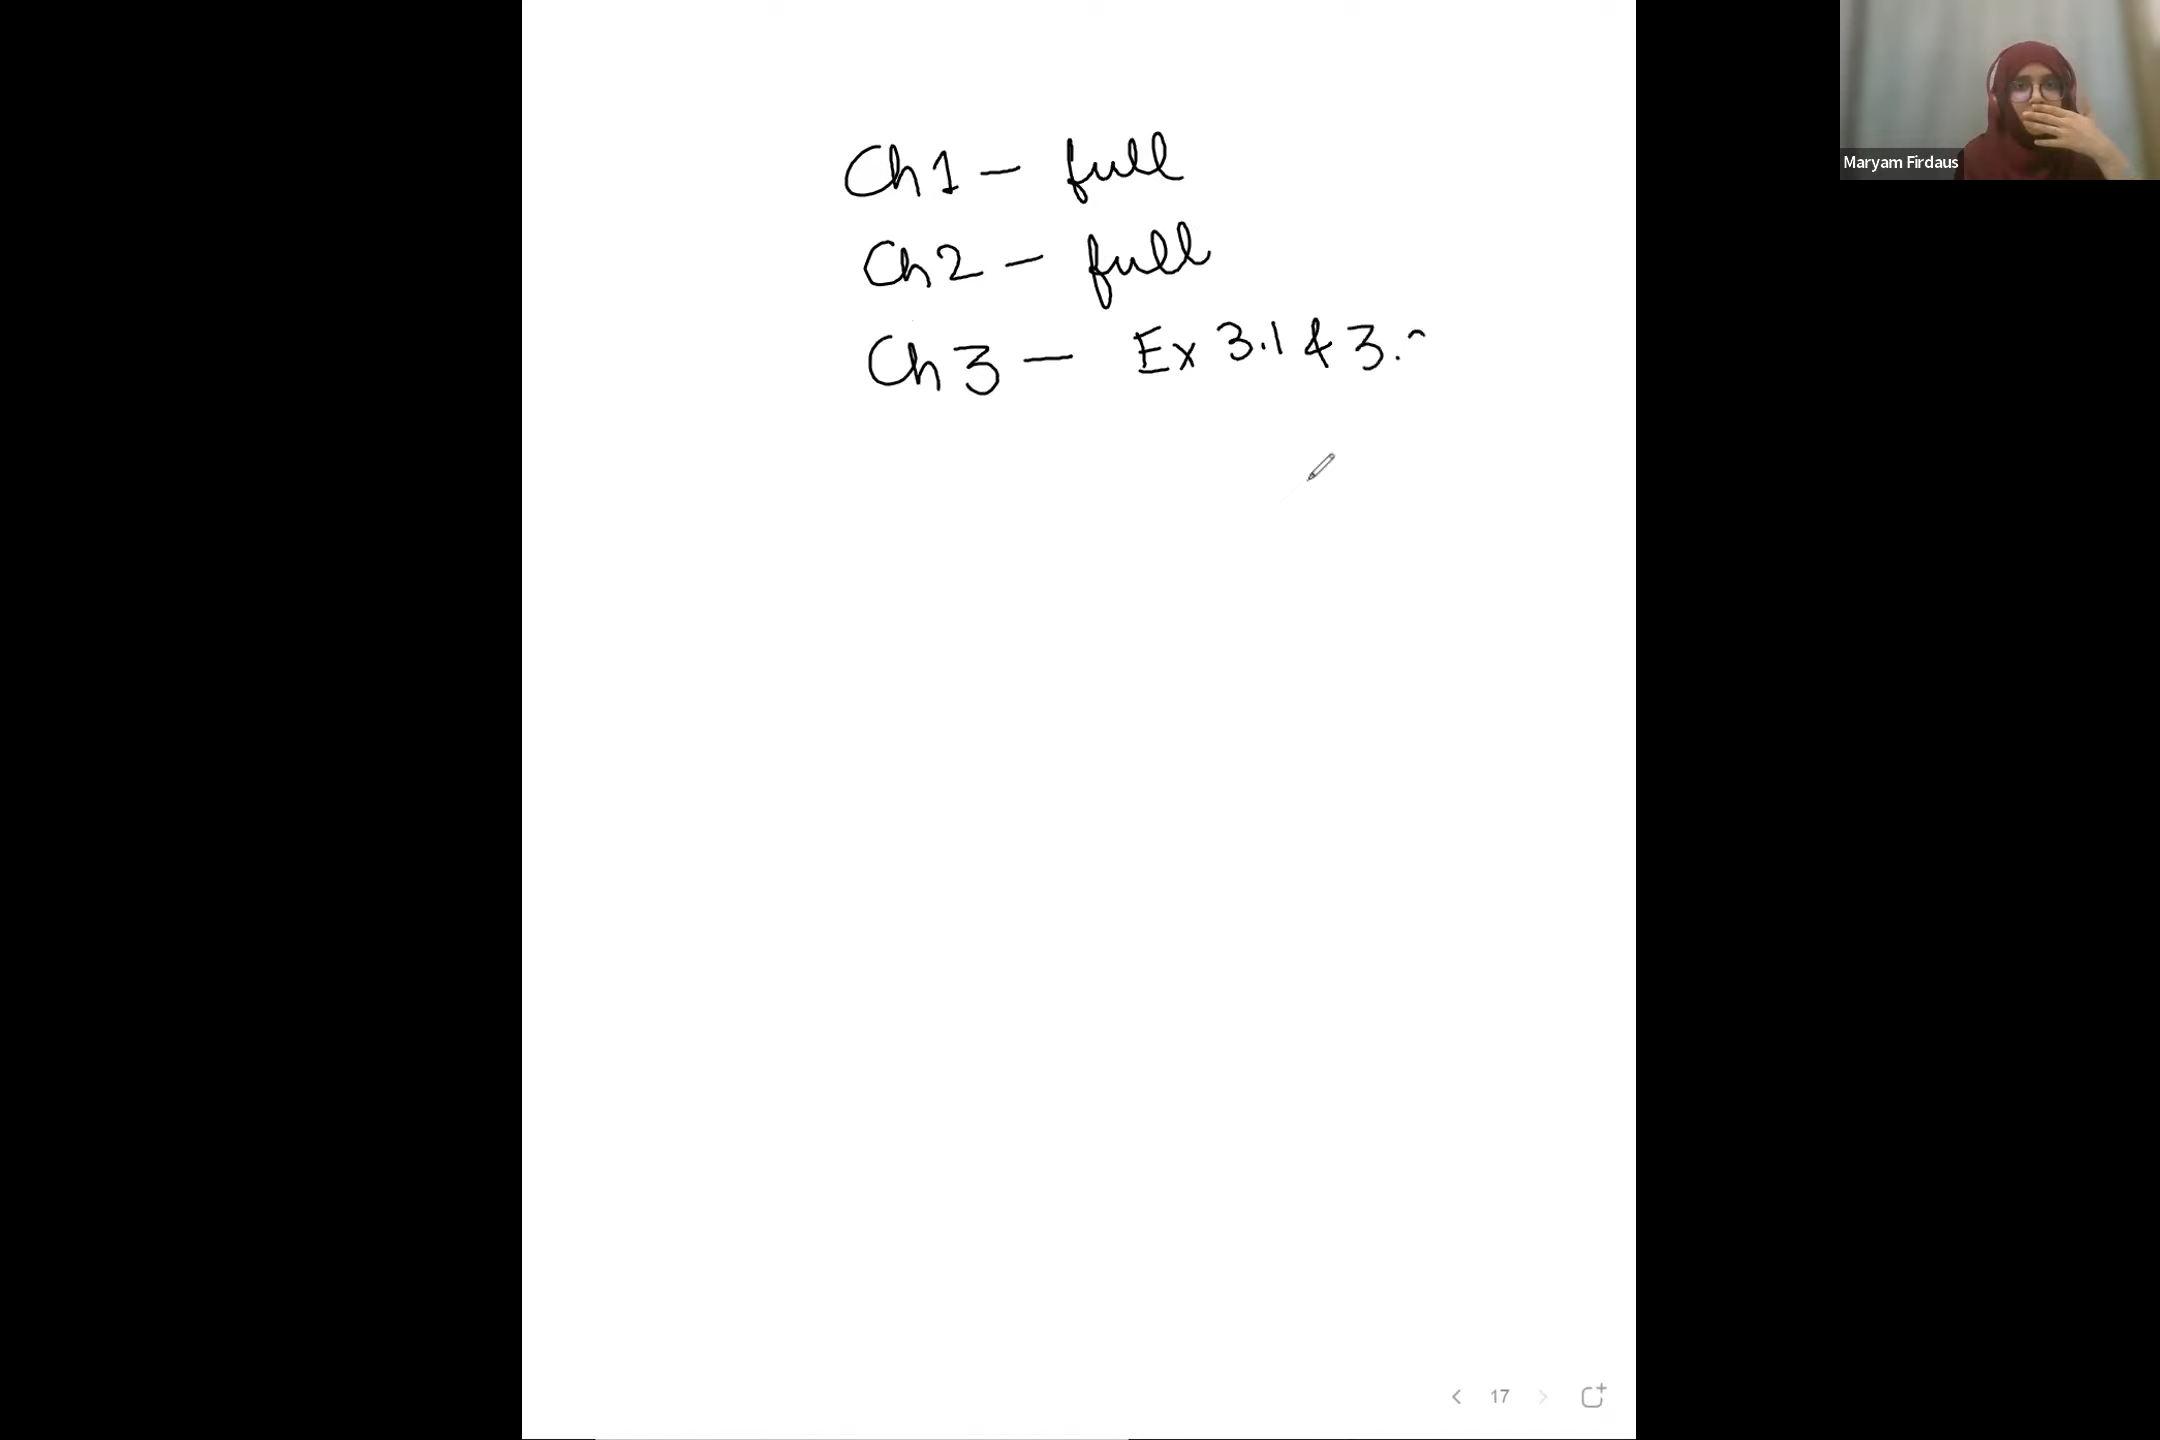 Ch1 - full
Ch2 - full
Ch3 - Ex 3.1 & 3.
Maryam Firdaus
17